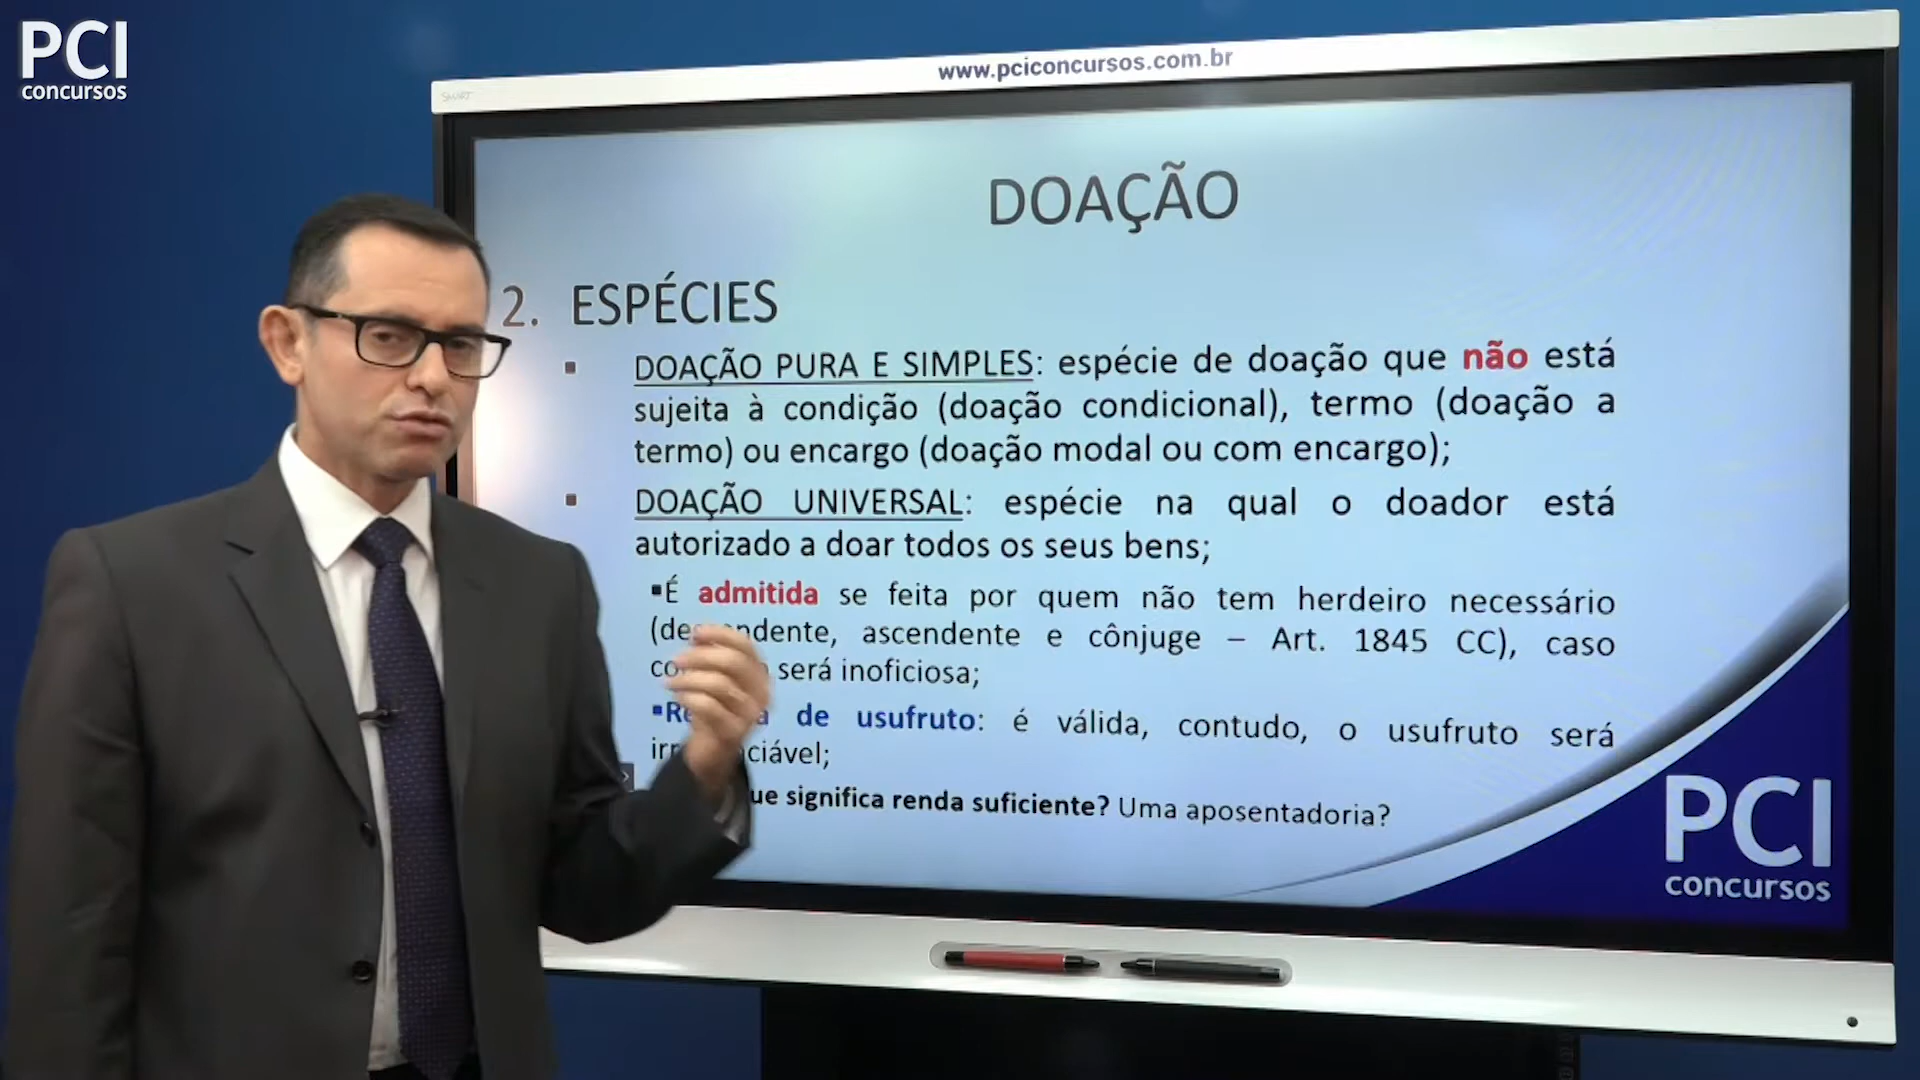 PCI
concursos
www.pciconcursos.com.br
SMART
DOAÇÃO
2. ESPÉCIES
▪ DOAÇÃO PURA E SIMPLES: espécie de doação que não está
sujeita à condição (doação condicional), termo (doação a
termo) ou encargo (doação modal ou com encargo);
▪ DOAÇÃO UNIVERSAL: espécie na qual o doador está
autorizado a doar todos os seus bens;
▪É admitida se feita por quem não tem herdeiro necessário
ascendente e cônjuge – Art. 1845 CC), caso
será inoficiosa;
de usufruto: é válida, contudo, o usufruto será
significa renda suficiente? Uma aposentadoria?
PCI
concursos